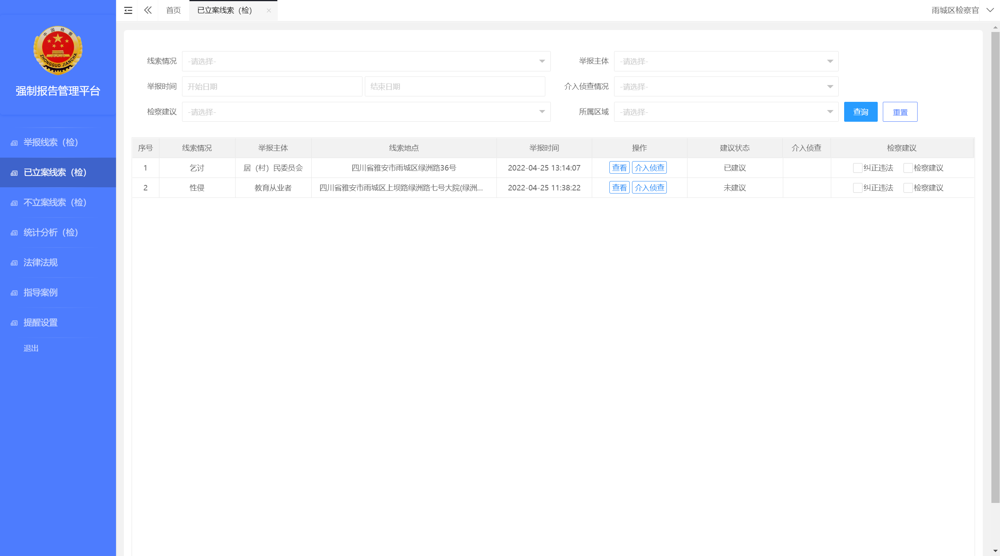 首页
已立案线索（检）
雨城区检察官
中国检察
ZHONGGUO JIANCHA
强制报告管理平台
举报线索（检）
已立案线索（检）
不立案线索（检）
统计分析（检）
法律法规
指导案例
提醒设置
退出
线索情况 -请选择- 举报主体 -请选择-
举报时间 开始日期 结束日期 介入侦查情况 -请选择-
检察建议 -请选择- 所属区域 -请选择- 查询 重置
序号 线索情况 举报主体 线索地点 举报时间 操作 建议状态 介入侦查 检察建议
1 乞讨 居（村）民委员会 四川省雅安市雨城区绿洲路36号 2022-04-25 13:14:07 查看 介入侦查 已建议 纠正违法 检察建议
2 性侵 教育从业者 四川省雅安市雨城区上坝路绿洲路七号大院(绿洲... 2022-04-25 11:38:22 查看 介入侦查 未建议 纠正违法 检察建议